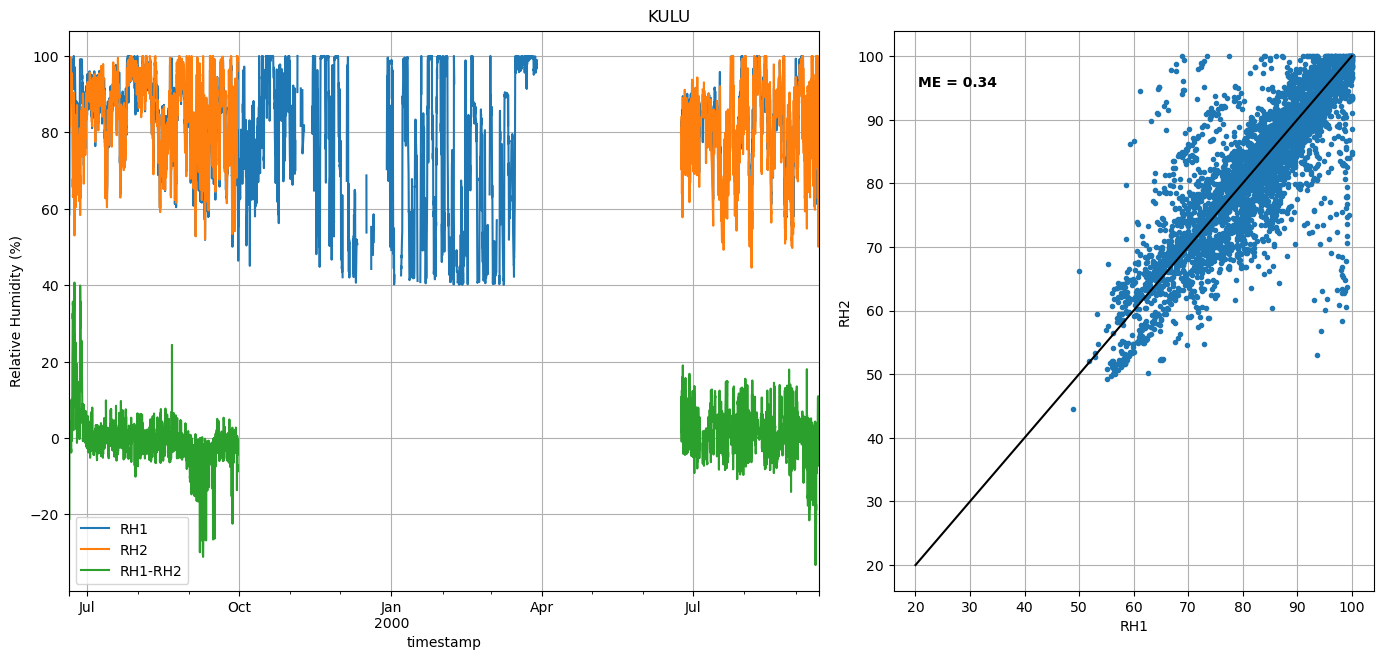 KULU
Relative Humidity (%)
100
80
60
40
20
0
−20
RH1
RH2
RH1-RH2
Jul
Oct
Jan
2000
Apr
Jul
timestamp
RH2
100
90
80
70
60
50
40
30
20
ME = 0.34
20 30 40 50 60 70 80 90 100
RH1